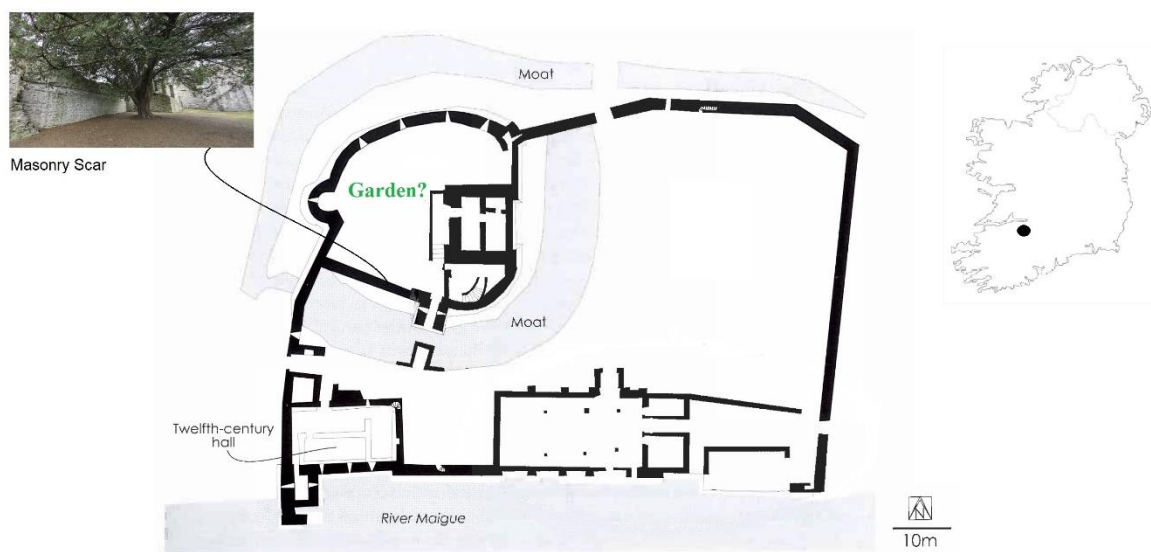 Moat
Masonry Scar
Garden?
Moat
Twelfth-century
hall
River Maigue
10m